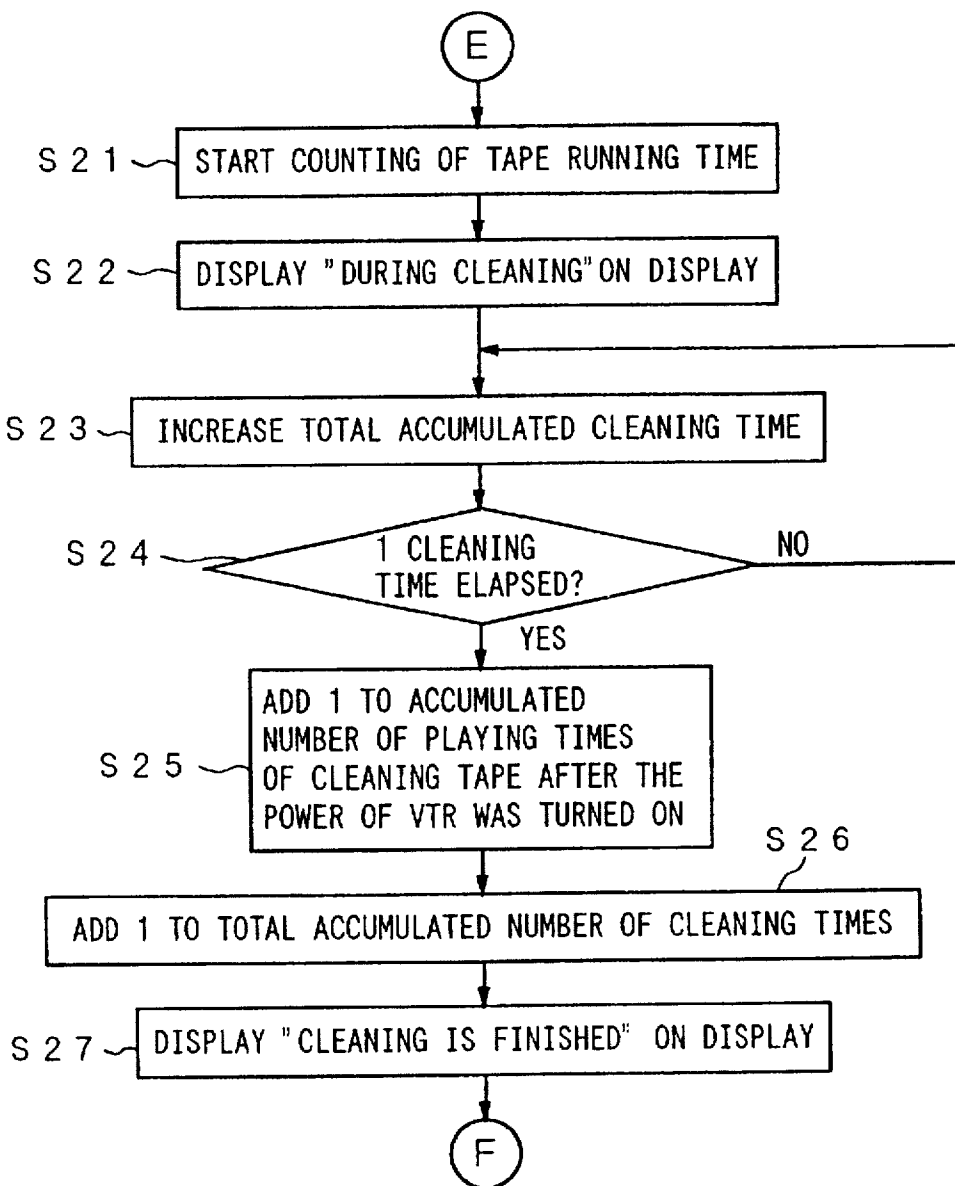 E
S21
START COUNTING OF TAPE RUNNING TIME
S22
DISPLAY "DURING CLEANING" ON DISPLAY
S23
INCREASE TOTAL ACCUMULATED CLEANING TIME
S24
1 CLEANING
TIME ELAPSED?
NO
YES
S25
ADD 1 TO ACCUMULATED
NUMBER OF PLAYING TIMES
OF CLEANING TAPE AFTER THE
POWER OF VTR WAS TURNED ON
S26
ADD 1 TO TOTAL ACCUMULATED NUMBER OF CLEANING TIMES
S27
DISPLAY "CLEANING IS FINISHED" ON DISPLAY
F